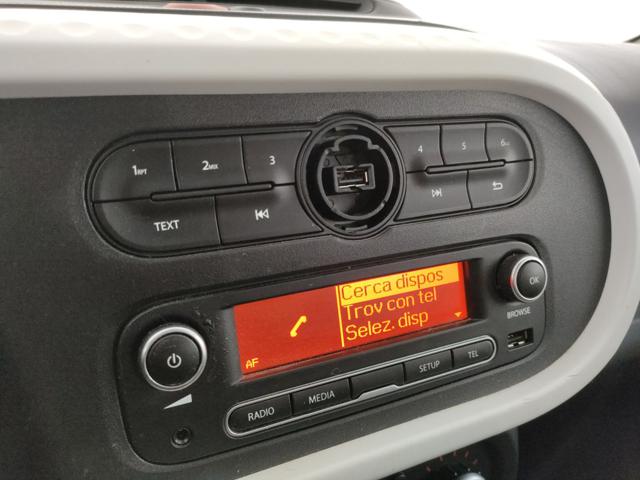 1RPT 2MIX 3 4 5 6
TEXT
Cerca dispos
Trov con tel
Selez. disp
AF
OK
BROWSE
RADIO MEDIA SETUP TEL